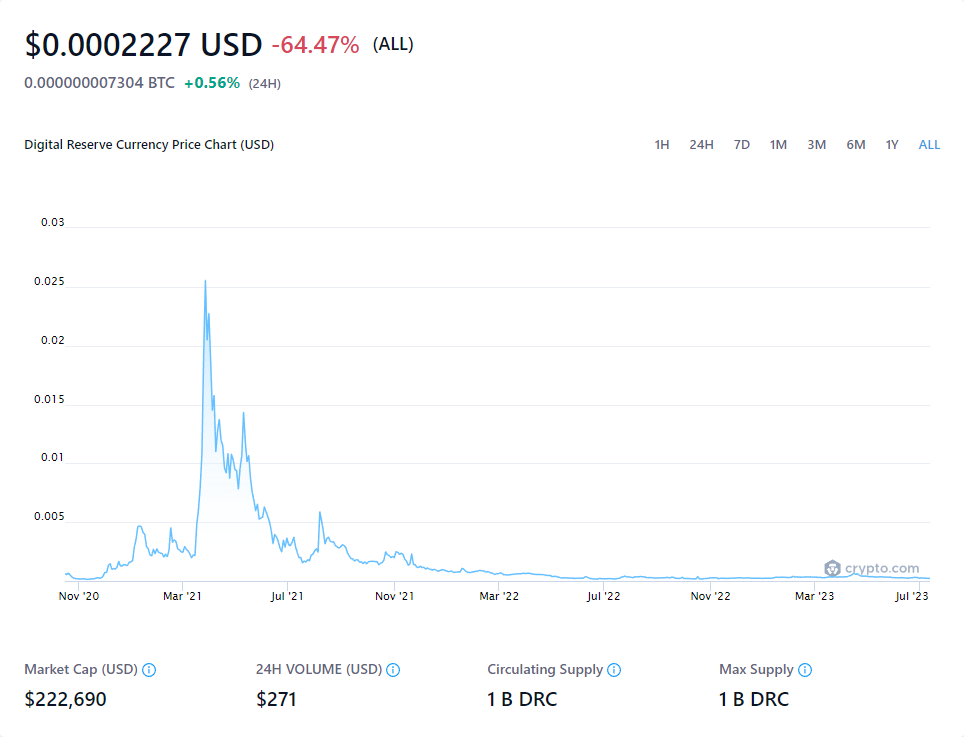 $0.0002227 USD -64.47% (ALL)
0.000000007304 BTC +0.56% (24H)
Digital Reserve Currency Price Chart (USD) 1H 24H 7D 1M 3M 6M 1Y ALL
0.03
0.025
0.02
0.015
0.01
0.005
crypto.com
Nov '20 Mar '21 Jul '21 Nov '21 Mar '22 Jul '22 Nov '22 Mar '23 Jul '23
Market Cap (USD) 24H VOLUME (USD) Circulating Supply Max Supply
$222,690 $271 1 B DRC 1 B DRC